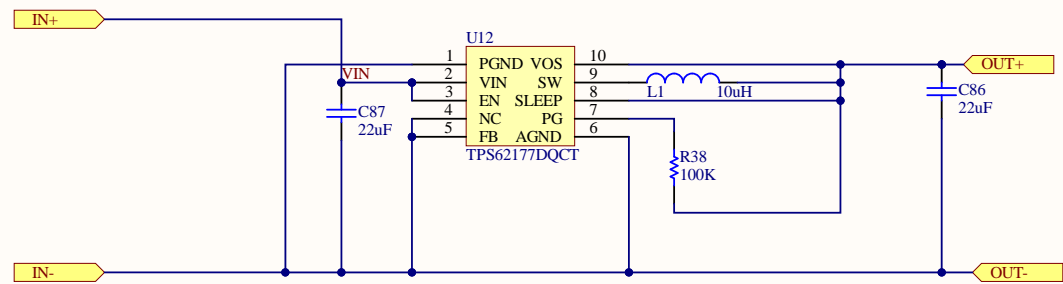 IN+
U12
1 PGND VOS 10
2 VIN SW 9
3 EN SLEEP 8
4 NC PG 7
5 FB AGND 6
TPS62177DQCT
VIN
C87
22uF
L1 10uH
R38
100K
OUT+
C86
22uF
IN-
OUT-